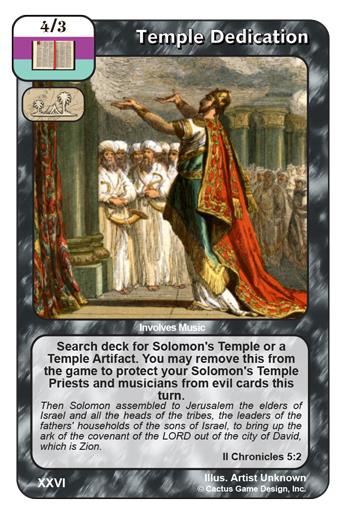 4/3
Temple Dedication
Involves Music
Search deck for Solomon's Temple or a
Temple Artifact. You may remove this from
the game to protect your Solomon's Temple
Priests and musicians from evil cards this
turn.
Then Solomon assembled to Jerusalem the elders of
Israel and all the heads of the tribes, the leaders of the
fathers' households of the sons of Israel, to bring up the
ark of the covenant of the LORD out of the city of David,
which is Zion.
II Chronicles 5:2
XXVI
Illus. Artist Unknown
© Cactus Game Design, Inc.